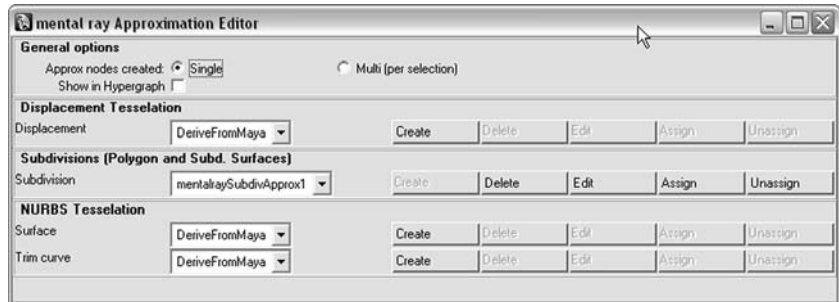 mental ray Approximation Editor
General options
Approx nodes created: Single Multi (per selection)
Show in Hypergraph
Displacement Tesselation
Displacement DeriveFromMaya Create Delete Edit Assign Unassign
Subdivisions (Polygon and Subd. Surfaces)
Subdivision mentalraySubdivApprox1 Create Delete Edit Assign Unassign
NURBS Tesselation
Surface DeriveFromMaya Create Delete Edit Assign Unassign
Trim curve DeriveFromMaya Create Delete Edit Assign Unassign